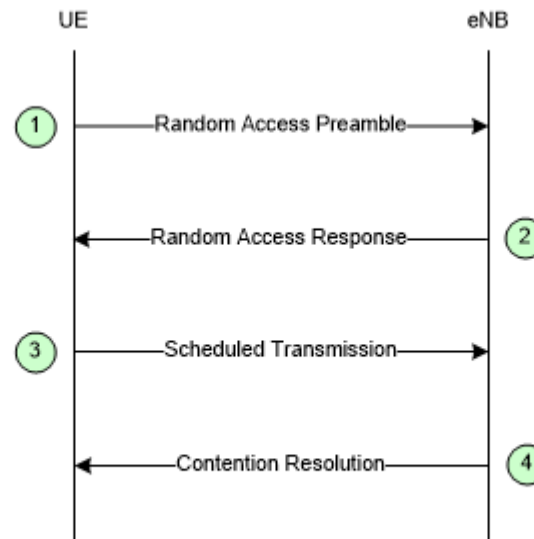 UE eNB
1 Random Access Preamble
Random Access Response 2
3 Scheduled Transmission
Contention Resolution 4